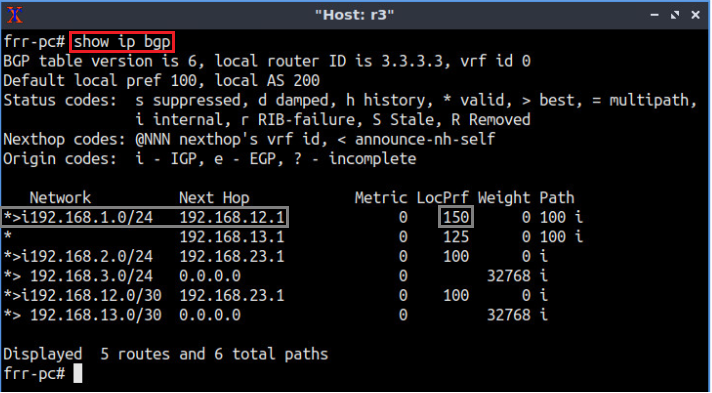 "Host: r3"
frr-pc# show ip bgp
BGP table version is 6, local router ID is 3.3.3.3, vrf id 0
Default local pref 100, local AS 200
Status codes:  s suppressed, d damped, h history, * valid, > best, = multipath,
               i internal, r RIB-failure, S Stale, R Removed
Nexthop codes: @NNN nexthop's vrf id, < announce-nh-self
Origin codes:  i - IGP, e - EGP, ? - incomplete
   Network          Next Hop            Metric LocPrf Weight Path
*>i192.168.1.0/24   192.168.12.1             0    150      0 100 i
*                   192.168.13.1             0    125      0 100 i
*>i192.168.2.0/24   192.168.23.1             0    100      0 i
*> 192.168.3.0/24   0.0.0.0                  0         32768 i
*>i192.168.12.0/30  192.168.23.1             0    100      0 i
*> 192.168.13.0/30  0.0.0.0                  0         32768 i
Displayed  5 routes and 6 total paths
frr-pc#